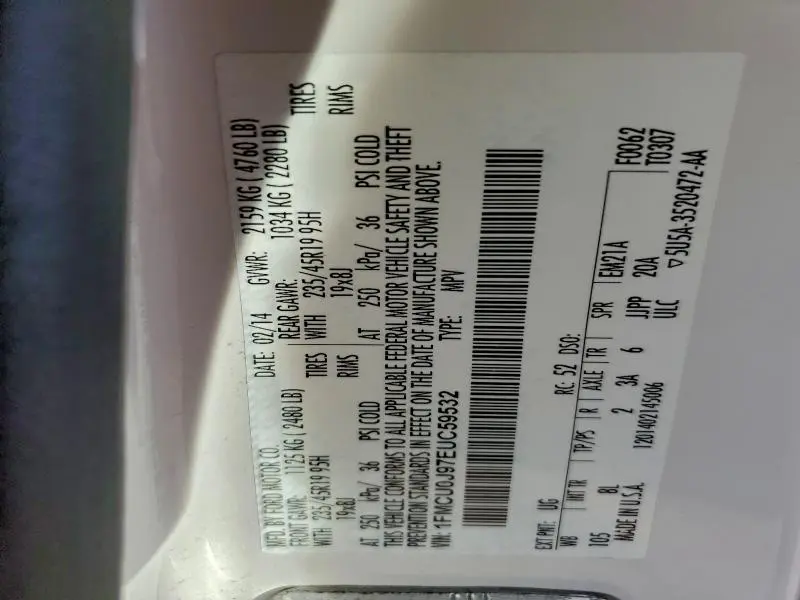 MFD. BY FORD MOTOR CO.
DATE: 02/14 GVWR: 2159 KG ( 4760 LB)
FRONT GAWR: 1125 KG ( 2480 LB) REAR GAWR: 1034 KG ( 2280 LB)
WITH 235/45R19 95H TIRES WITH 235/45R19 95H TIRES
19x8J RIMS 19x8J RIMS
AT 250 kPa/ 36 PSI COLD AT 250 kPa/ 36 PSI COLD
THIS VEHICLE CONFORMS TO ALL APPLICABLE FEDERAL MOTOR VEHICLE SAFETY AND THEFT
PREVENTION STANDARDS IN EFFECT ON THE DATE OF MANUFACTURE SHOWN ABOVE.
VIN: 1FMCU0J97EUC59532 TYPE: MPV
EXT PNT: UG RC: 52 DSO: F0062
WB INT TR TP/PS R AXLE TR SPR EM21A T0307
105 8L 2 3A 6 JJPP 20A
MADE IN U.S.A. 1201402145006 ULC ▽5U5A-3520472-AA